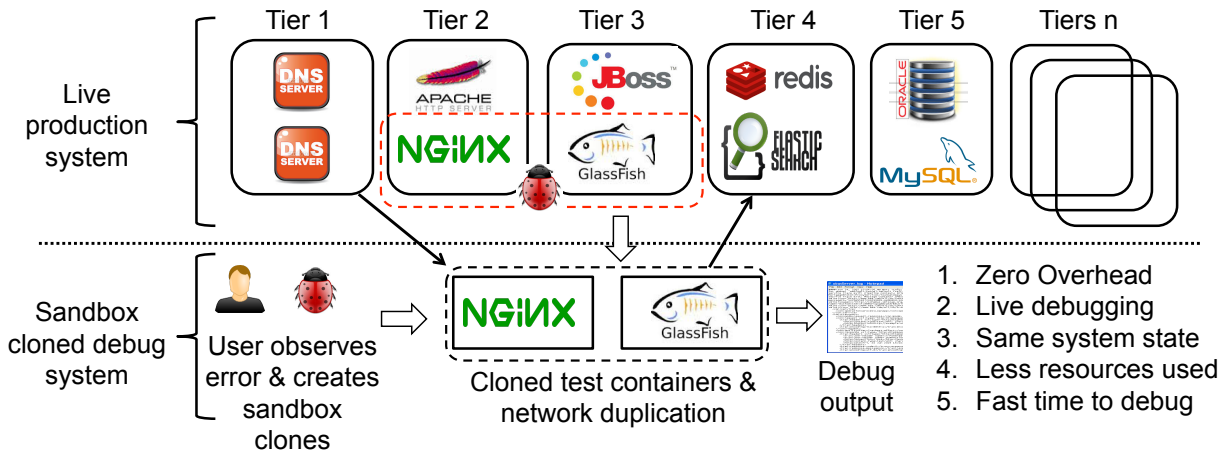 Tier 1
Tier 2
Tier 3
Tier 4
Tier 5
Tiers n
Live
production
system
DNS
SERVER
DNS
SERVER
APACHE
HTTP SERVER
NGiNX
JBoss™
GlassFish
redis
ELASTIC
SEARCH
ORACLE
MySQL®
Sandbox
cloned debug
system
User observes
error & creates
sandbox
clones
NGiNX
GlassFish
Cloned test containers &
network duplication
Debug
output
1. Zero Overhead
2. Live debugging
3. Same system state
4. Less resources used
5. Fast time to debug